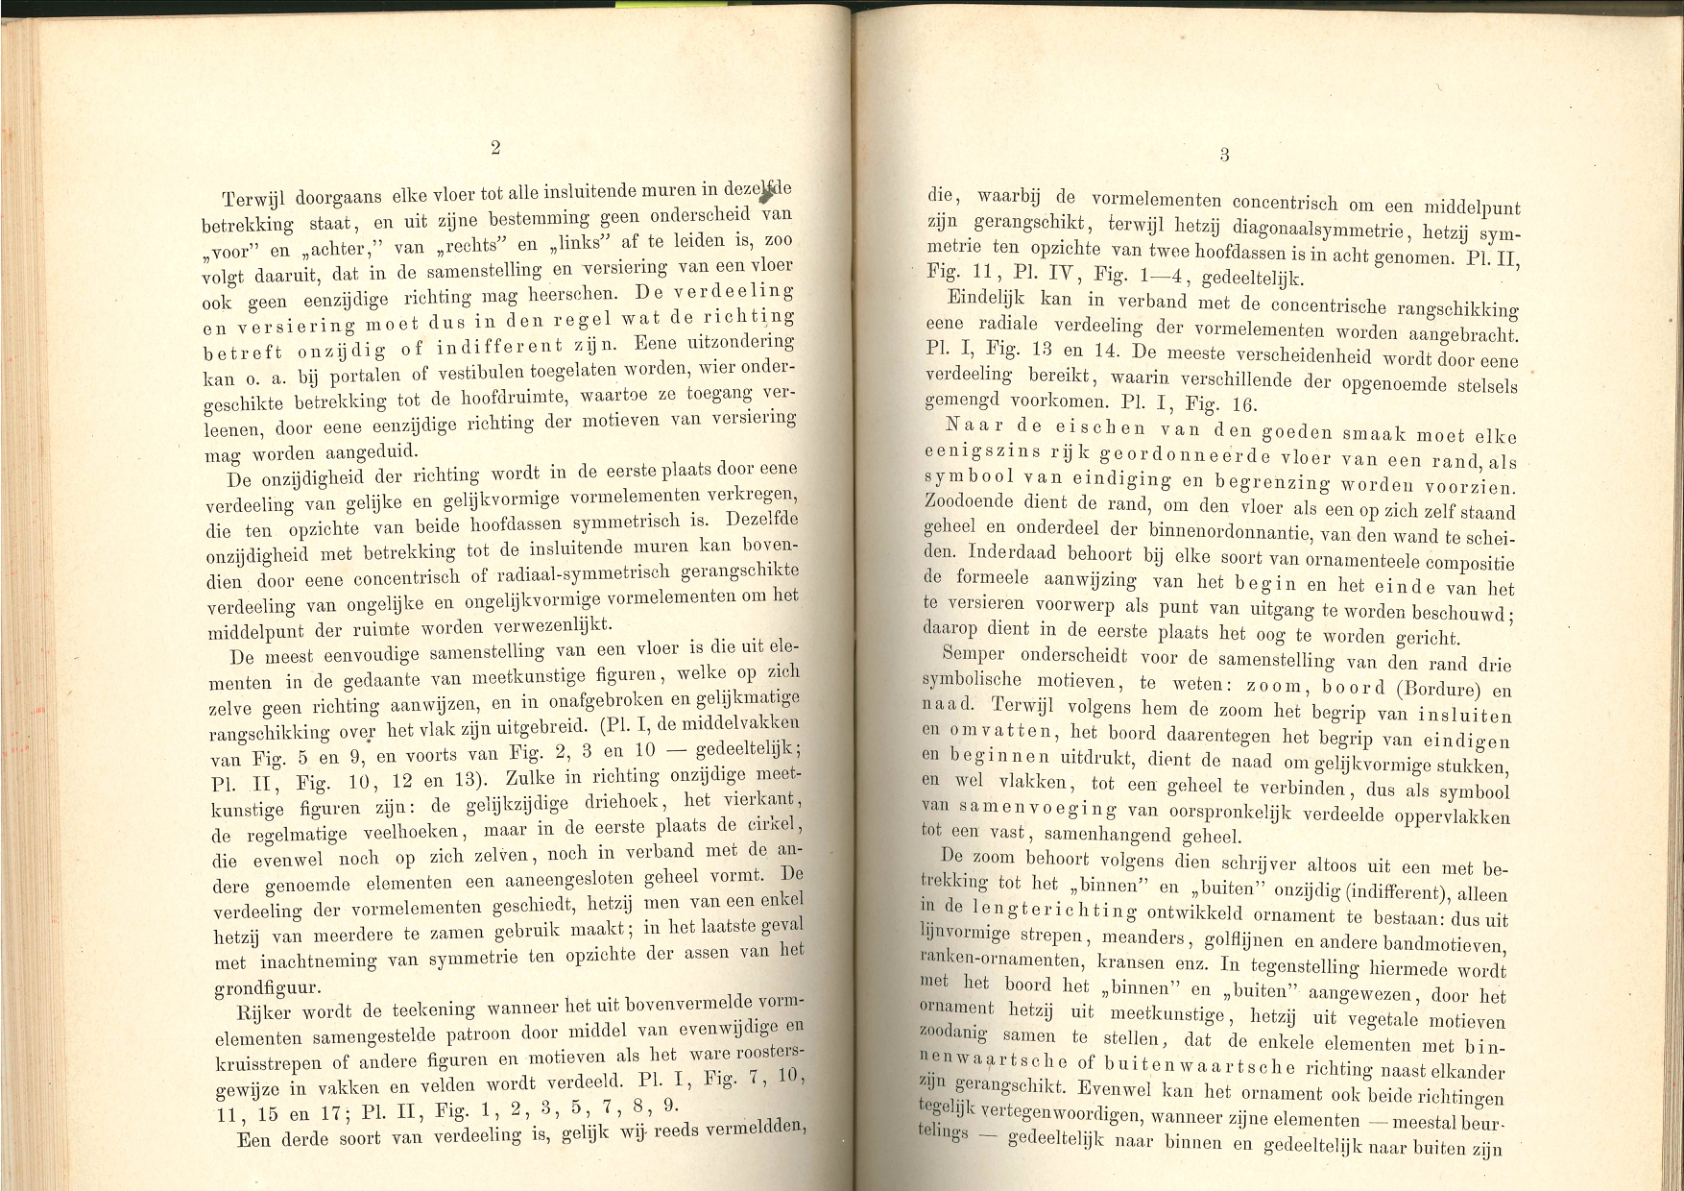 2
Terwijl doorgaans elke vloer tot alle insluitende muren in dezelfde
betrekking staat, en uit zijne bestemming geen onderscheid van
„voor” en „achter,” van „rechts” en „links” af te leiden is, zoo
volgt daaruit, dat in de samenstelling en versiering van een vloer
ook geen eenzijdige richting mag heerschen. De verdeeling
en versiering moet dus in den regel wat de richting
betreft onzijdig of indifferent zijn. Eene uitzondering
kan o. a. bij portalen of vestibulen toegelaten worden, wier onder-
geschikte betrekking tot de hoofdruimte, waartoe ze toegang ver-
leenen, door eene eenzijdige richting der motieven van versiering
mag worden aangeduid.
De onzijdigheid der richting wordt in de eerste plaats door eene
verdeeling van gelijke en gelijkvormige vormelementen verkregen,
die ten opzichte van beide hoofdassen symmetrisch is. Dezelfde
onzijdigheid met betrekking tot de insluitende muren kan boven-
dien door eene concentrisch of radiaal-symmetrisch gerangschikte
verdeeling van ongelijke en ongelijkvormige vormelementen om het
middelpunt der ruimte worden verwezenlijkt.
De meest eenvoudige samenstelling van een vloer is die uit ele-
menten in de gedaante van meetkunstige figuren, welke op zich
zelve geen richting aanwijzen, en in onafgebroken en gelijkmatige
rangschikking over het vlak zijn uitgebreid. (Pl. I, de middelvakken
van Fig. 5 en 9, en voorts van Fig. 2, 3 en 10 — gedeeltelijk;
Pl. II, Fig. 10, 12 en 13). Zulke in richting onzijdige meet-
kunstige figuren zijn: de gelijkzijdige driehoek, het vierkant,
de regelmatige veelhoeken, maar in de eerste plaats de cirkel,
die evenwel noch op zich zelven, noch in verband met de an-
dere genoemde elementen een aaneengesloten geheel vormt. De
verdeeling der vormelementen geschiedt, hetzij men van een enkel
hetzij van meerdere te zamen gebruik maakt; in het laatste geval
met inachtneming van symmetrie ten opzichte der assen van het
grondfiguur.
Rijker wordt de teekening wanneer het uit bovenvermelde vorm-
elementen samengestelde patroon door middel van evenwijdige en
kruisstrepen of andere figuren en motieven als het ware roosters-
gewijze in vakken en velden wordt verdeeld. Pl. I, Fig. 7, 10,
11, 15 en 17; Pl. II, Fig. 1, 2, 3, 5, 7, 8, 9.
Een derde soort van verdeeling is, gelijk wij reeds vermeldden,
3
die, waarbij de vormelementen concentrisch om een middelpunt
zijn gerangschikt, terwijl hetzij diagonaalsymmetrie, hetzij sym-
metrie ten opzichte van twee hoofdassen is in acht genomen. Pl. II,
Fig. 11, Pl. IV, Fig. 1—4, gedeeltelijk.
Eindelijk kan in verband met de concentrische rangschikking
eene radiale verdeeling der vormelementen worden aangebracht.
Pl. I, Fig. 13 en 14. De meeste verscheidenheid wordt door eene
verdeeling bereikt, waarin verschillende der opgenoemde stelsels
gemengd voorkomen. Pl. I, Fig. 16.
Naar de eischen van den goeden smaak moet elke
eenigszins rijk geordonneerde vloer van een rand, als
symbool van eindiging en begrenzing worden voorzien.
Zoodoende dient de rand, om den vloer als een op zich zelf staand
geheel en onderdeel der binnenordonnantie, van den wand te schei-
den. Inderdaad behoort bij elke soort van ornamenteele compositie
de formeele aanwijzing van het begin en het einde van het
te versieren voorwerp als punt van uitgang te worden beschouwd;
daarop dient in de eerste plaats het oog te worden gericht.
Semper onderscheidt voor de samenstelling van den rand drie
symbolische motieven, te weten: zoom, boord (Bordure) en
naad. Terwijl volgens hem de zoom het begrip van insluiten
en omvatten, het boord daarentegen het begrip van eindigen
en beginnen uitdrukt, dient de naad om gelijkvormige stukken,
en wel vlakken, tot een geheel te verbinden, dus als symbool
van samenvoeging van oorspronkelijk verdeelde oppervlakken
tot een vast, samenhangend geheel.
De zoom behoort volgens dien schrijver altoos uit een met be-
trekking tot het „binnen” en „buiten” onzijdig (indifferent), alleen
in de lengterichting ontwikkeld ornament te bestaan: dus uit
lijnvormige strepen, meanders, golflijnen en andere bandmotieven,
ranken-ornamenten, kransen enz. In tegenstelling hiermede wordt
met het boord het „binnen” en „buiten” aangewezen, door het
ornament hetzij uit meetkunstige, hetzij uit vegetale motieven
zoodanig samen te stellen, dat de enkele elementen met bin-
nenwaartsche of buitenwaartsche richting naast elkander
zijn gerangschikt. Evenwel kan het ornament ook beide richtingen
tegelijk vertegenwoordigen, wanneer zijne elementen — meestal beur-
telings — gedeeltelijk naar binnen en gedeeltelijk naar buiten zijn